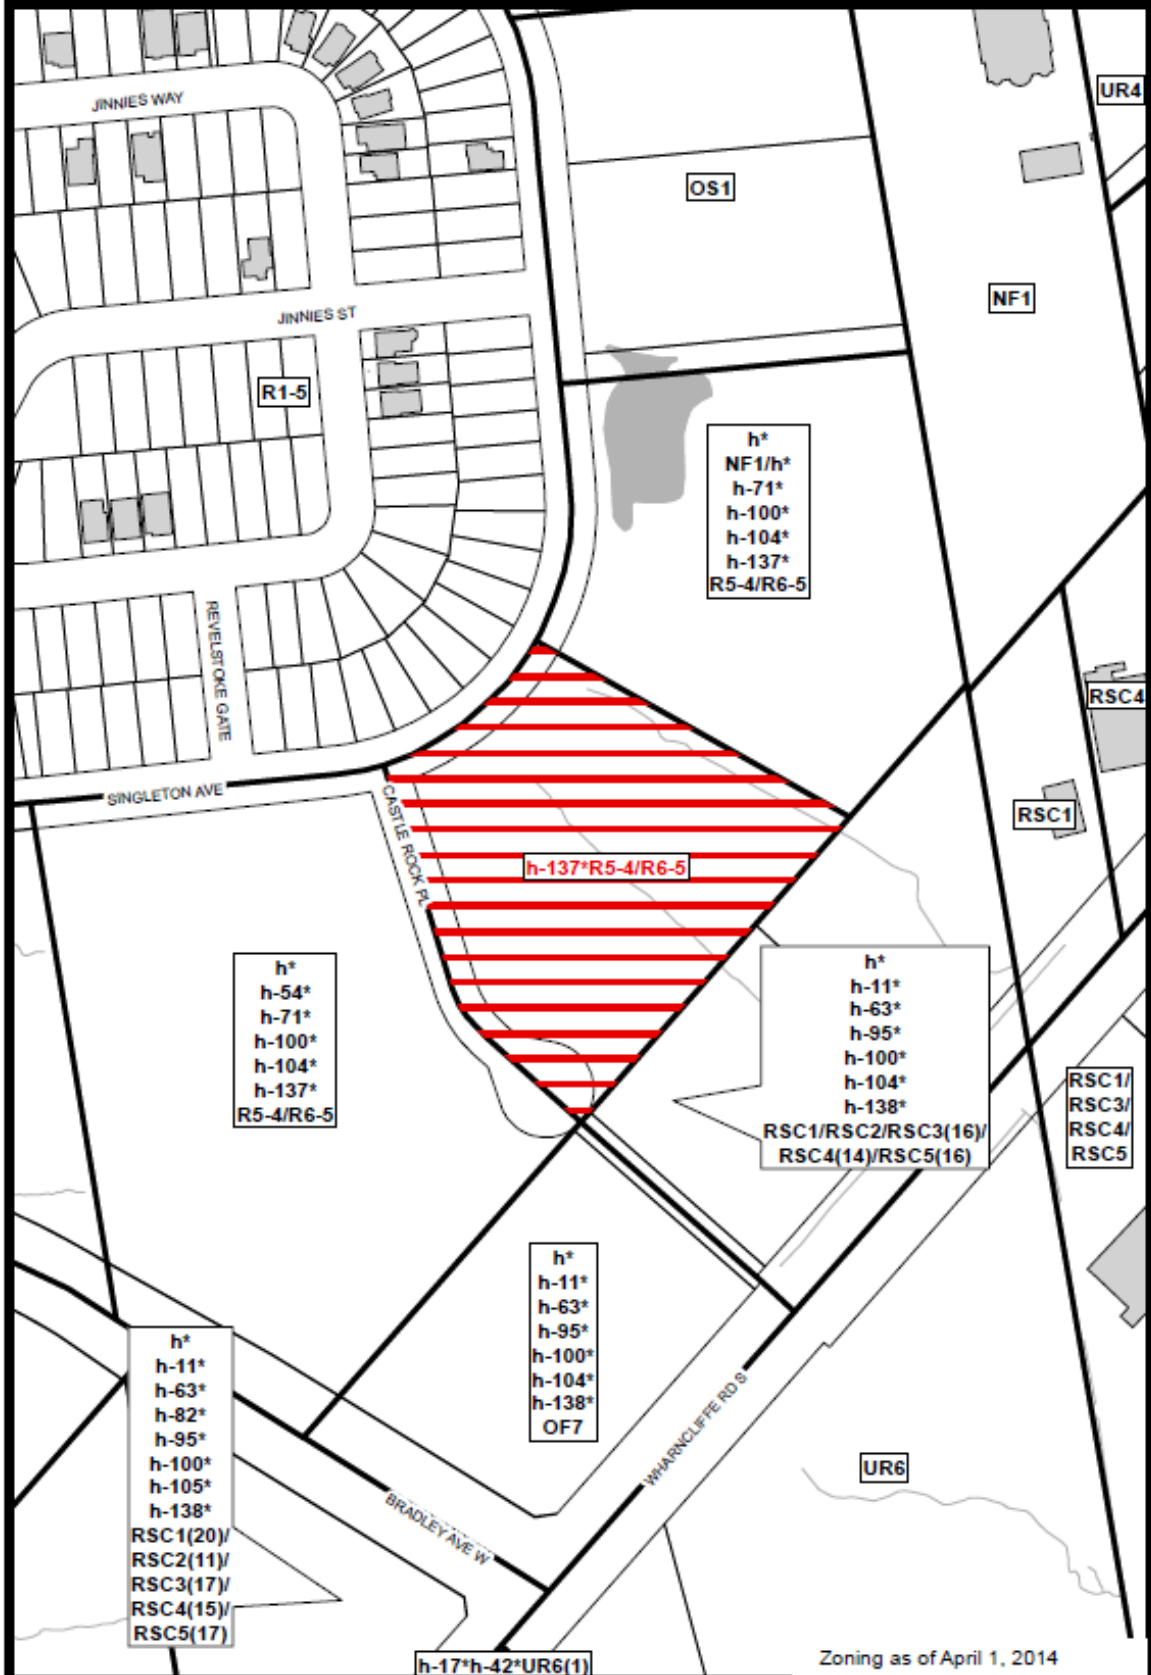 JINNIES WAY
UR4
OS1
NF1
JINNIES ST
R1-5
h*
NF1/h*
h-71*
h-100*
h-104*
h-137*
R5-4/R6-5
REVELSTOKE GATE
RSC4
SINGLETON AVE
CASTLE ROCK PL
RSC1
h-137*R5-4/R6-5
h*
h-54*
h-71*
h-100*
h-104*
h-137*
R5-4/R6-5
h*
h-11*
h-63*
h-95*
h-100*
h-104*
h-138*
RSC1/RSC2/RSC3(16)/
RSC4(14)/RSC5(16)
RSC1/
RSC3/
RSC4/
RSC5
h*
h-11*
h-63*
h-95*
h-100*
h-104*
h-138*
OF7
h*
h-11*
h-63*
h-82*
h-95*
h-100*
h-105*
h-138*
RSC1(20)/
RSC2(11)/
RSC3(17)/
RSC4(15)/
RSC5(17)
WHARNCLIFFE RD S
UR6
BRADLEY AVE W
h-17*h-42*UR6(1)
Zoning as of April 1, 2014